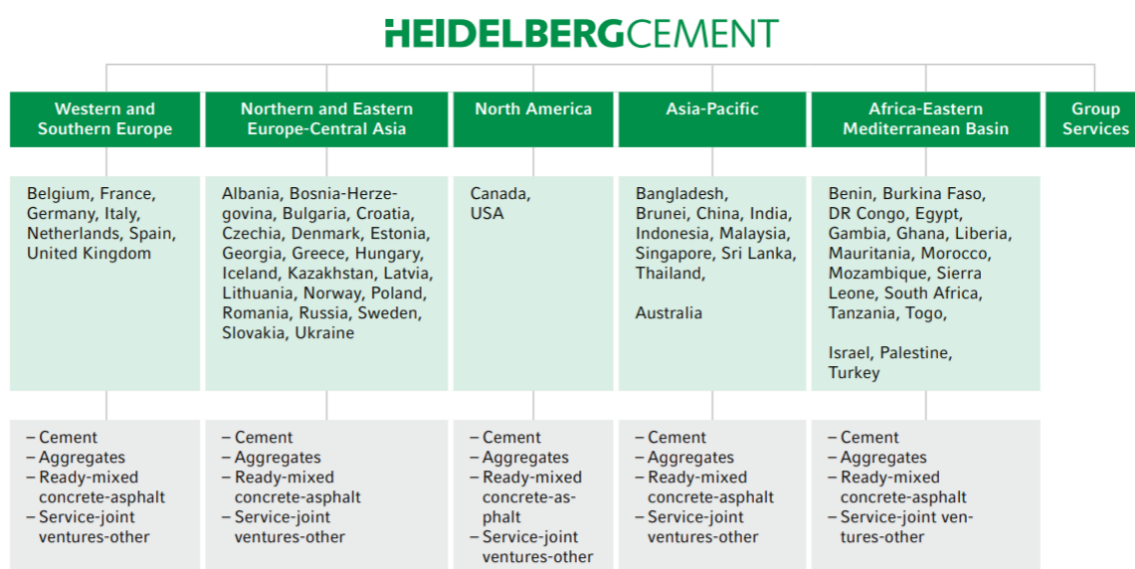 HEIDELBERGCEMENT
Western and
Southern Europe
Northern and Eastern
Europe-Central Asia
North America
Asia-Pacific
Africa-Eastern
Mediterranean Basin
Group
Services
Belgium, France,
Germany, Italy,
Netherlands, Spain,
United Kingdom
Albania, Bosnia-Herze-
govina, Bulgaria, Croatia,
Czechia, Denmark, Estonia,
Georgia, Greece, Hungary,
Iceland, Kazakhstan, Latvia,
Lithuania, Norway, Poland,
Romania, Russia, Sweden,
Slovakia, Ukraine
Canada,
USA
Bangladesh,
Brunei, China, India,
Indonesia, Malaysia,
Singapore, Sri Lanka,
Thailand,
Australia
Benin, Burkina Faso,
DR Congo, Egypt,
Gambia, Ghana, Liberia,
Mauritania, Morocco,
Mozambique, Sierra
Leone, South Africa,
Tanzania, Togo,
Israel, Palestine,
Turkey
– Cement
– Aggregates
– Ready-mixed
concrete-asphalt
– Service-joint
ventures-other
– Cement
– Aggregates
– Ready-mixed
concrete-asphalt
– Service-joint
ventures-other
– Cement
– Aggregates
– Ready-mixed
concrete-as-
phalt
– Service-joint
ventures-other
– Cement
– Aggregates
– Ready-mixed
concrete-asphalt
– Service-joint
ventures-other
– Cement
– Aggregates
– Ready-mixed
concrete-asphalt
– Service-joint ven-
tures-other